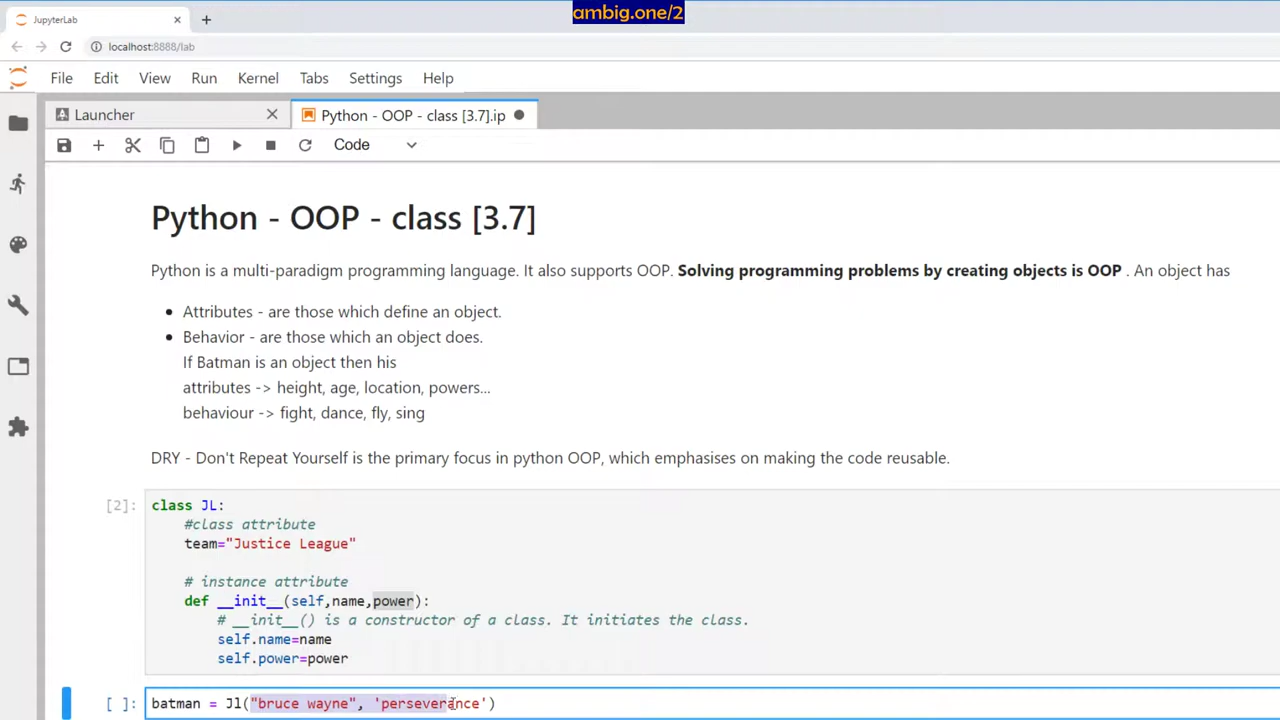 ambig.one/2
JupyterLab
localhost:8888/lab
File Edit View Run Kernel Tabs Settings Help
Launcher Python - OOP - class [3.7].ip
Code
Python - OOP - class [3.7]
Python is a multi-paradigm programming language. It also supports OOP. Solving programming problems by creating objects is OOP . An object has
• Attributes - are those which define an object.
• Behavior - are those which an object does.
If Batman is an object then his
attributes -> height, age, location, powers...
behaviour -> fight, dance, fly, sing
DRY - Don't Repeat Yourself is the primary focus in python OOP, which emphasises on making the code reusable.
[2]: class JL:
#class attribute
team="Justice League"
# instance attribute
def __init__(self,name,power):
# __init__() is a constructor of a class. It initiates the class.
self.name=name
self.power=power
[ ]: batman = Jl("bruce wayne", 'perseverance')